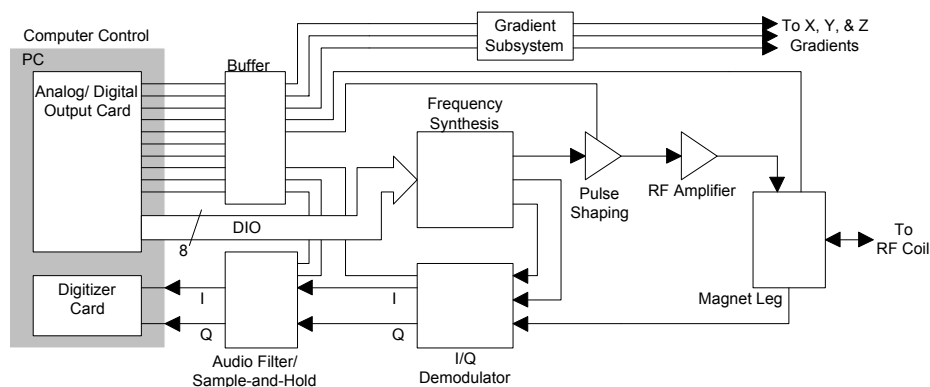 Computer Control
PC
Analog/ Digital
Output Card
Buffer
Gradient
Subsystem
To X, Y, & Z
Gradients
Frequency
Synthesis
Pulse
Shaping
RF Amplifier
8
DIO
To
RF Coil
Magnet Leg
Digitizer
Card
I
Q
Audio Filter/
Sample-and-Hold
I
Q
I/Q
Demodulator